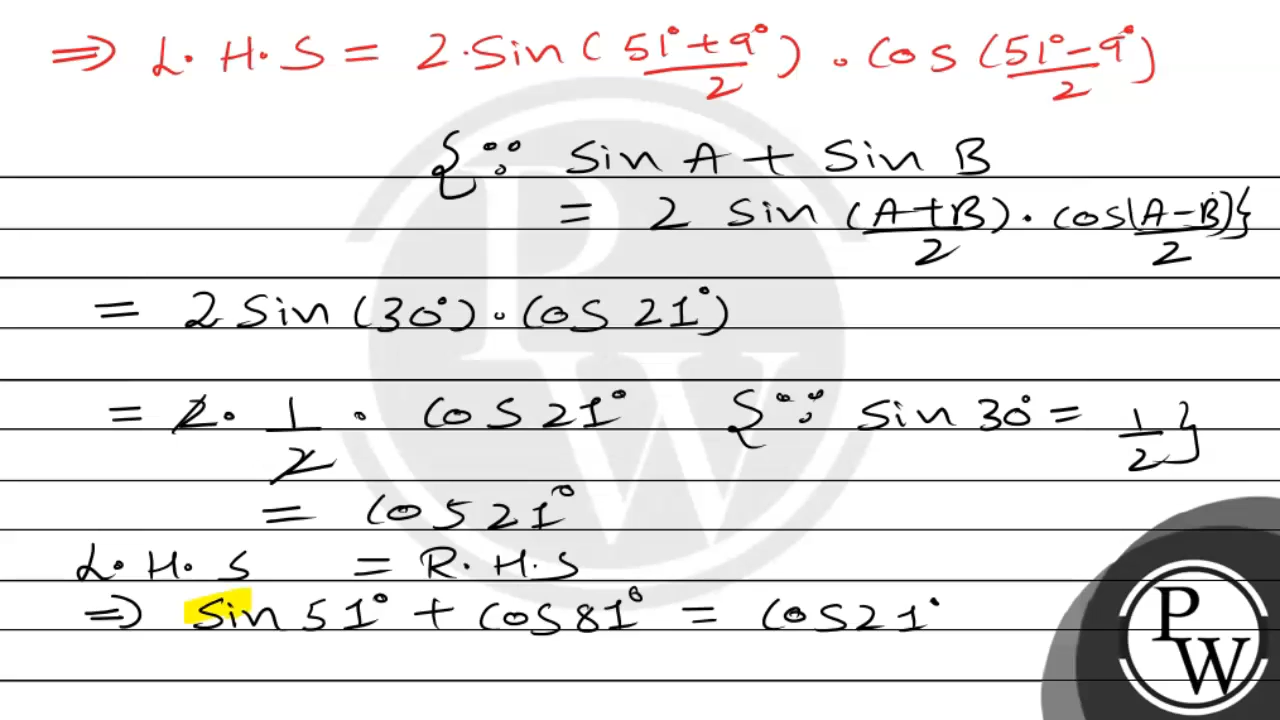 ⇒ L.H.S = 2.Sin(51°+9°/2).Cos(51°-9°/2)
{∵ Sin A + Sin B
= 2 Sin(A+B/2).Cos(A-B/2)}
= 2 Sin(30°).Cos 21°)
= 2.1/2.Cos 21° {∵ Sin 30° = 1/2}
= Cos 21°
L.H.S = R.H.S
⇒ Sin 51° + Cos 81° = Cos 21°
P
W
P
W